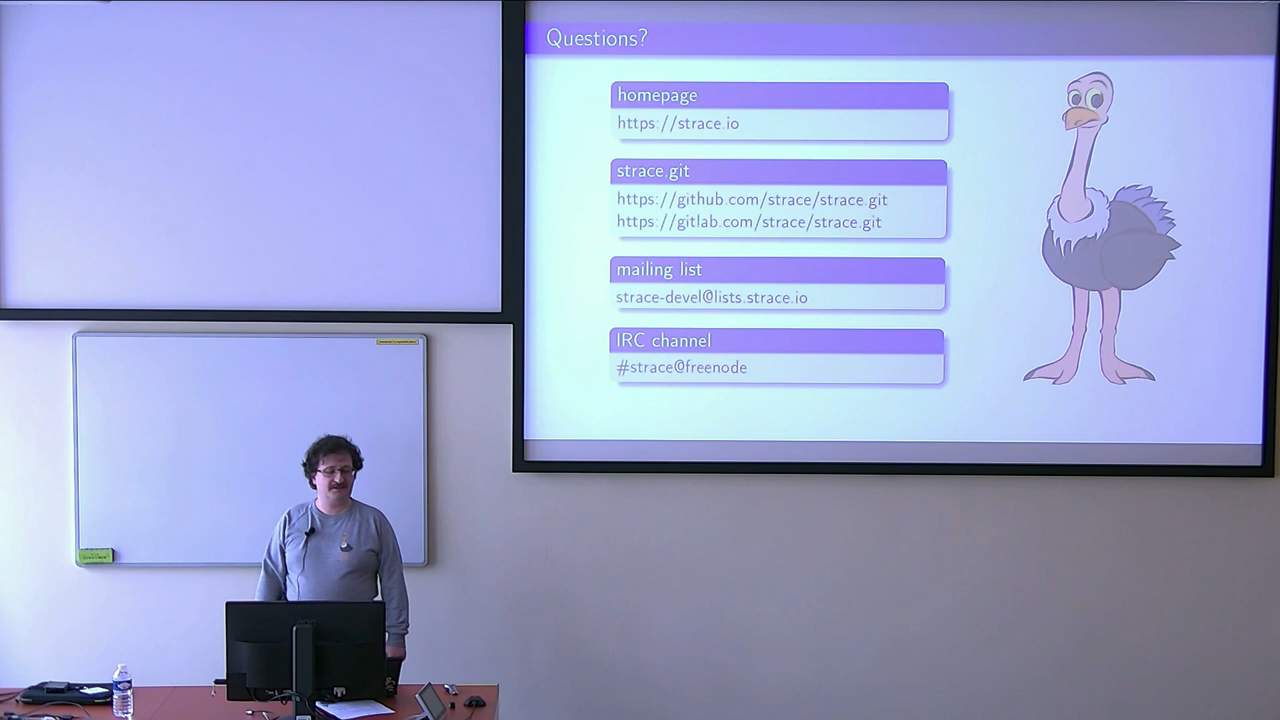 Questions?
homepage
https://strace.io
strace.git
https://github.com/strace/strace.git
https://gitlab.com/strace/strace.git
mailing list
strace-devel@lists.strace.io
IRC channel
#strace@freenode